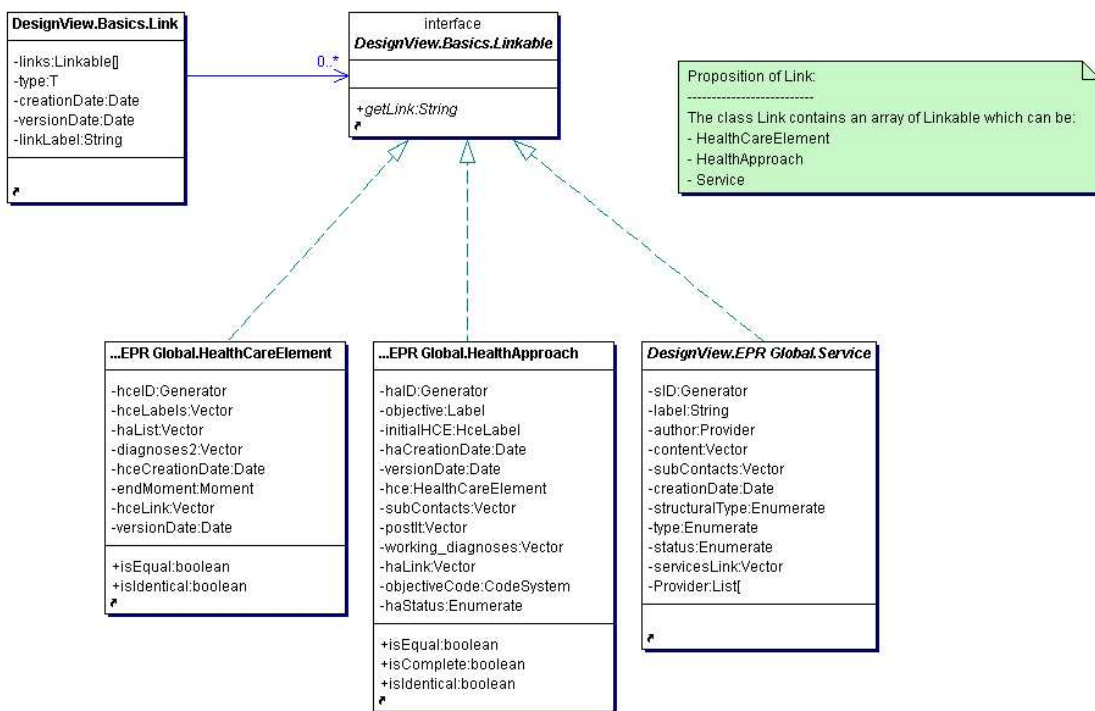 DesignView.Basics.Link
-links:Linkable[]
-type:T
-creationDate:Date
-versionDate:Date
-linkLabel:String
0..*
interface
DesignView.Basics.Linkable
+getLink:String
Proposition of Link:
--------------------------
The class Link contains an array of Linkable which can be:
- HealthCareElement
- HealthApproach
- Service
...EPR Global.HealthCareElement
-hceID:Generator
-hceLabels:Vector
-haList:Vector
-diagnoses2:Vector
-hceCreationDate:Date
-endMoment:Moment
-hceLink:Vector
-versionDate:Date
+isEqual:boolean
+isIdentical:boolean
...EPR Global.HealthApproach
-haID:Generator
-objective:Label
-initialHCE:HceLabel
-haCreationDate:Date
-versionDate:Date
-hce:HealthCareElement
-subContacts:Vector
-postIt:Vector
-working_diagnoses:Vector
-haLink:Vector
-objectiveCode:CodeSystem
-haStatus:Enumerate
+isEqual:boolean
+isComplete:boolean
+isIdentical:boolean
DesignView.EPR Global.Service
-sID:Generator
-label:String
-author:Provider
-content:Vector
-subContacts:Vector
-creationDate:Date
-structuralType:Enumerate
-type:Enumerate
-status:Enumerate
-servicesLink:Vector
-Provider:List[